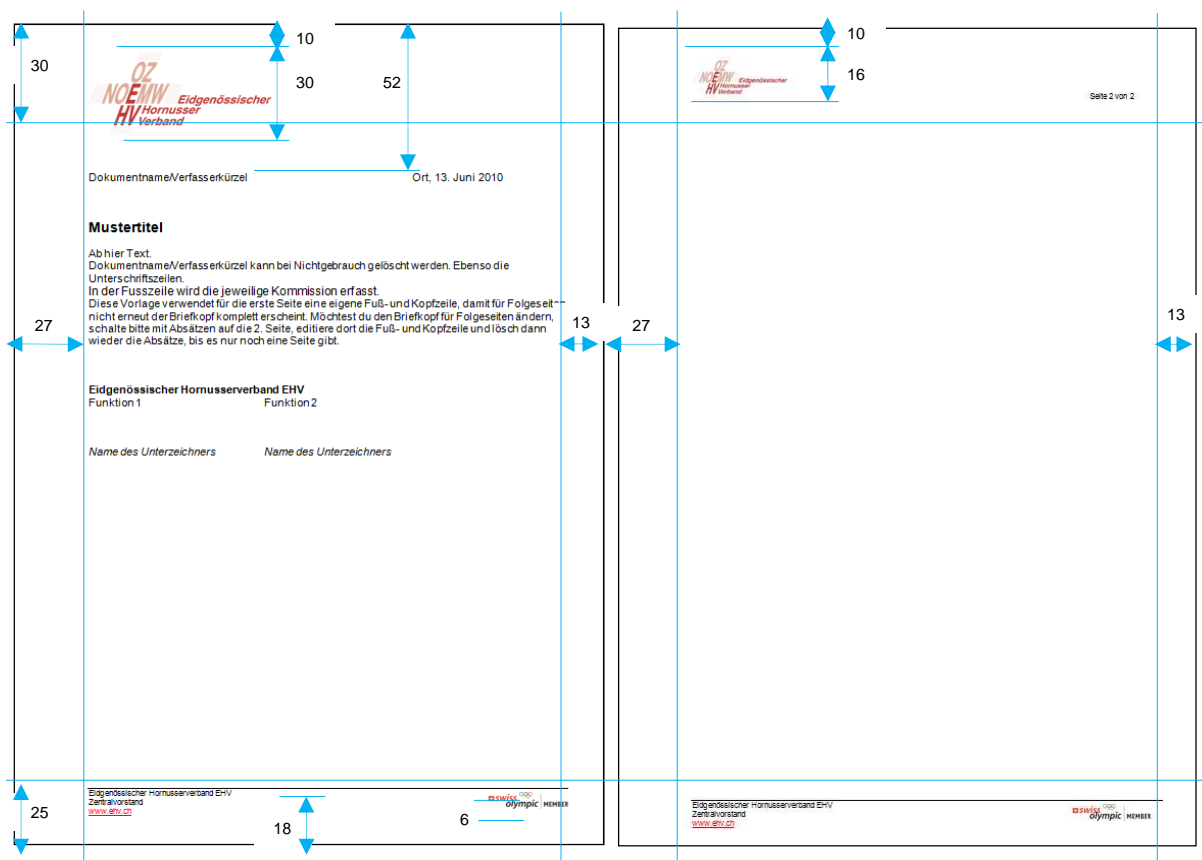 10
30
30
52
OZ
NOEMW
HV
Eidgenössischer
Hornusser
Verband
Dokumentname/Verfasserkürzel
Ort, 13. Juni 2010
Mustertitel
Ab hier Text.
Dokumentname/Verfasserkürzel kann bei Nichtgebrauch gelöscht werden. Ebenso die
Unterschriftszeilen.
In der Fusszeile wird die jeweilige Kommission erfasst.
Diese Vorlage verwendet für die erste Seite eine eigene Fuß- und Kopfzeile, damit für Folgeseiten
nicht erneut der Briefkopf komplett erscheint. Möchtest du den Briefkopf für Folgeseiten ändern,
schalte bitte mit Absätzen auf die 2. Seite, editiere dort die Fuß- und Kopfzeile und lösch dann
wieder die Absätze, bis es nur noch eine Seite gibt.
27
13
Eidgenössischer Hornusserverband EHV
Funktion 1 Funktion 2
Name des Unterzeichners Name des Unterzeichners
25
Eidgenössischer Hornusserverband EHV
Zentralvorstand
www.ehv.ch
swiss
olympic MEMBER
18
6
10
16
OZ
NOEMW
HV
Eidgenössischer
Hornusser
Verband
Seite 2 von 2
27
13
Eidgenössischer Hornusserverband EHV
Zentralvorstand
www.ehv.ch
swiss
olympic MEMBER